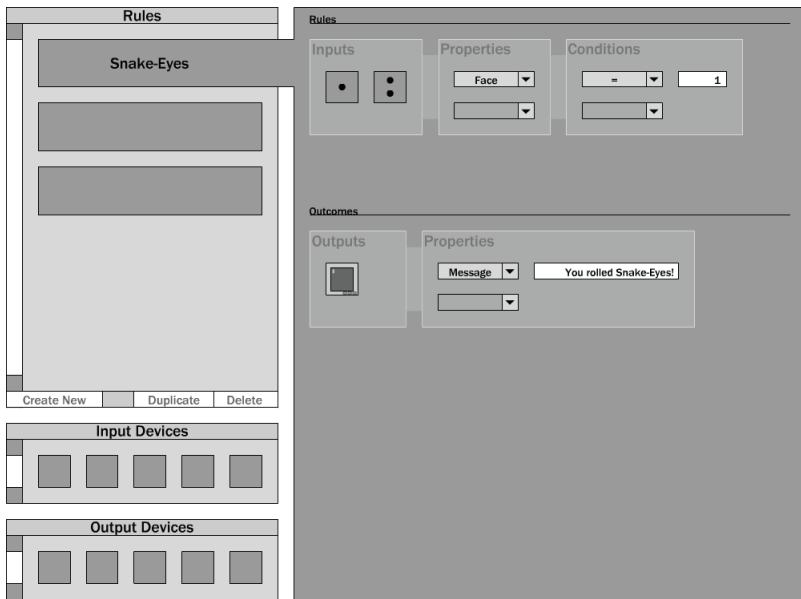 Rules
Snake-Eyes
Create New
Duplicate
Delete
Input Devices
Output Devices
Rules
Inputs
Properties
Conditions
Face
=
1
Outcomes
Outputs
Properties
Message
You rolled Snake-Eyes!